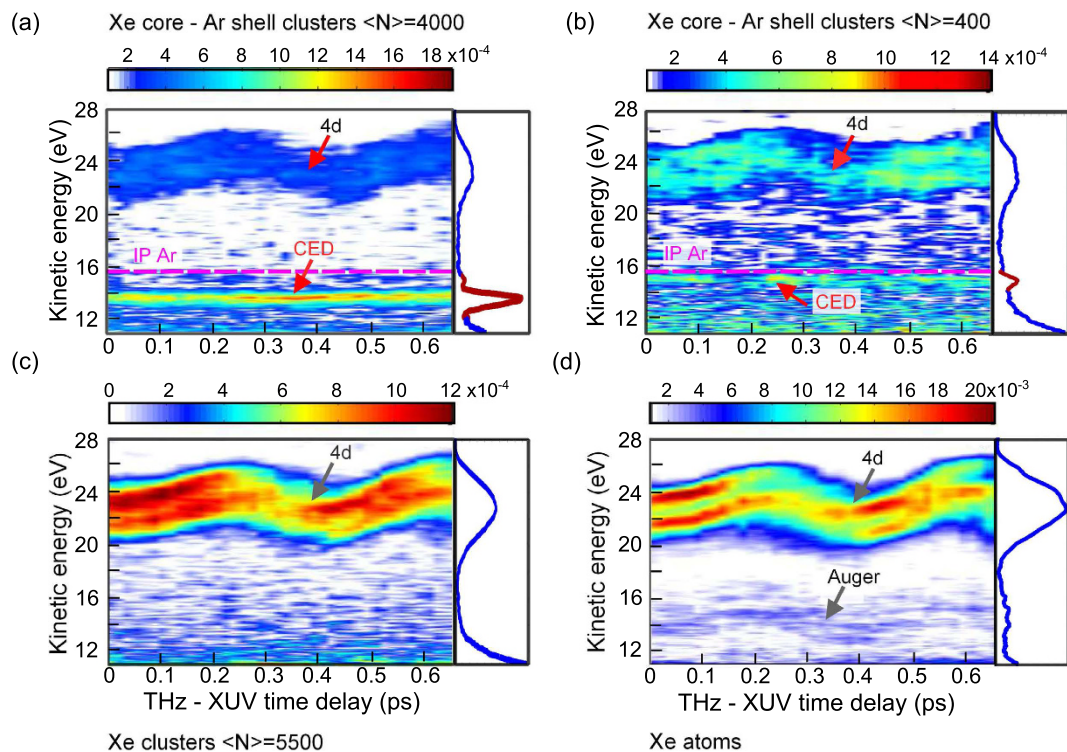 (a) Xe core - Ar shell clusters <N>=4000
2 4 6 8 10 12 14 16 18 x10-4
Kinetic energy (eV)
28
24
20
16
12
4d
IP Ar
CED
0 0.1 0.2 0.3 0.4 0.5 0.6
(b) Xe core - Ar shell clusters <N>=400
2 4 6 8 10 12 14 x10-4
Kinetic energy (eV)
28
24
20
16
12
4d
IP Ar
CED
0 0.1 0.2 0.3 0.4 0.5 0.6
(c)
0 2 4 6 8 10 12 x10-4
Kinetic energy (eV)
28
24
20
16
12
4d
0 0.1 0.2 0.3 0.4 0.5 0.6
THz - XUV time delay (ps)
Xe clusters <N>=5500
(d)
2 4 6 8 10 12 14 16 18 20x10-3
Kinetic energy (eV)
28
24
20
16
12
4d
Auger
0 0.1 0.2 0.3 0.4 0.5 0.6
THz - XUV time delay (ps)
Xe atoms